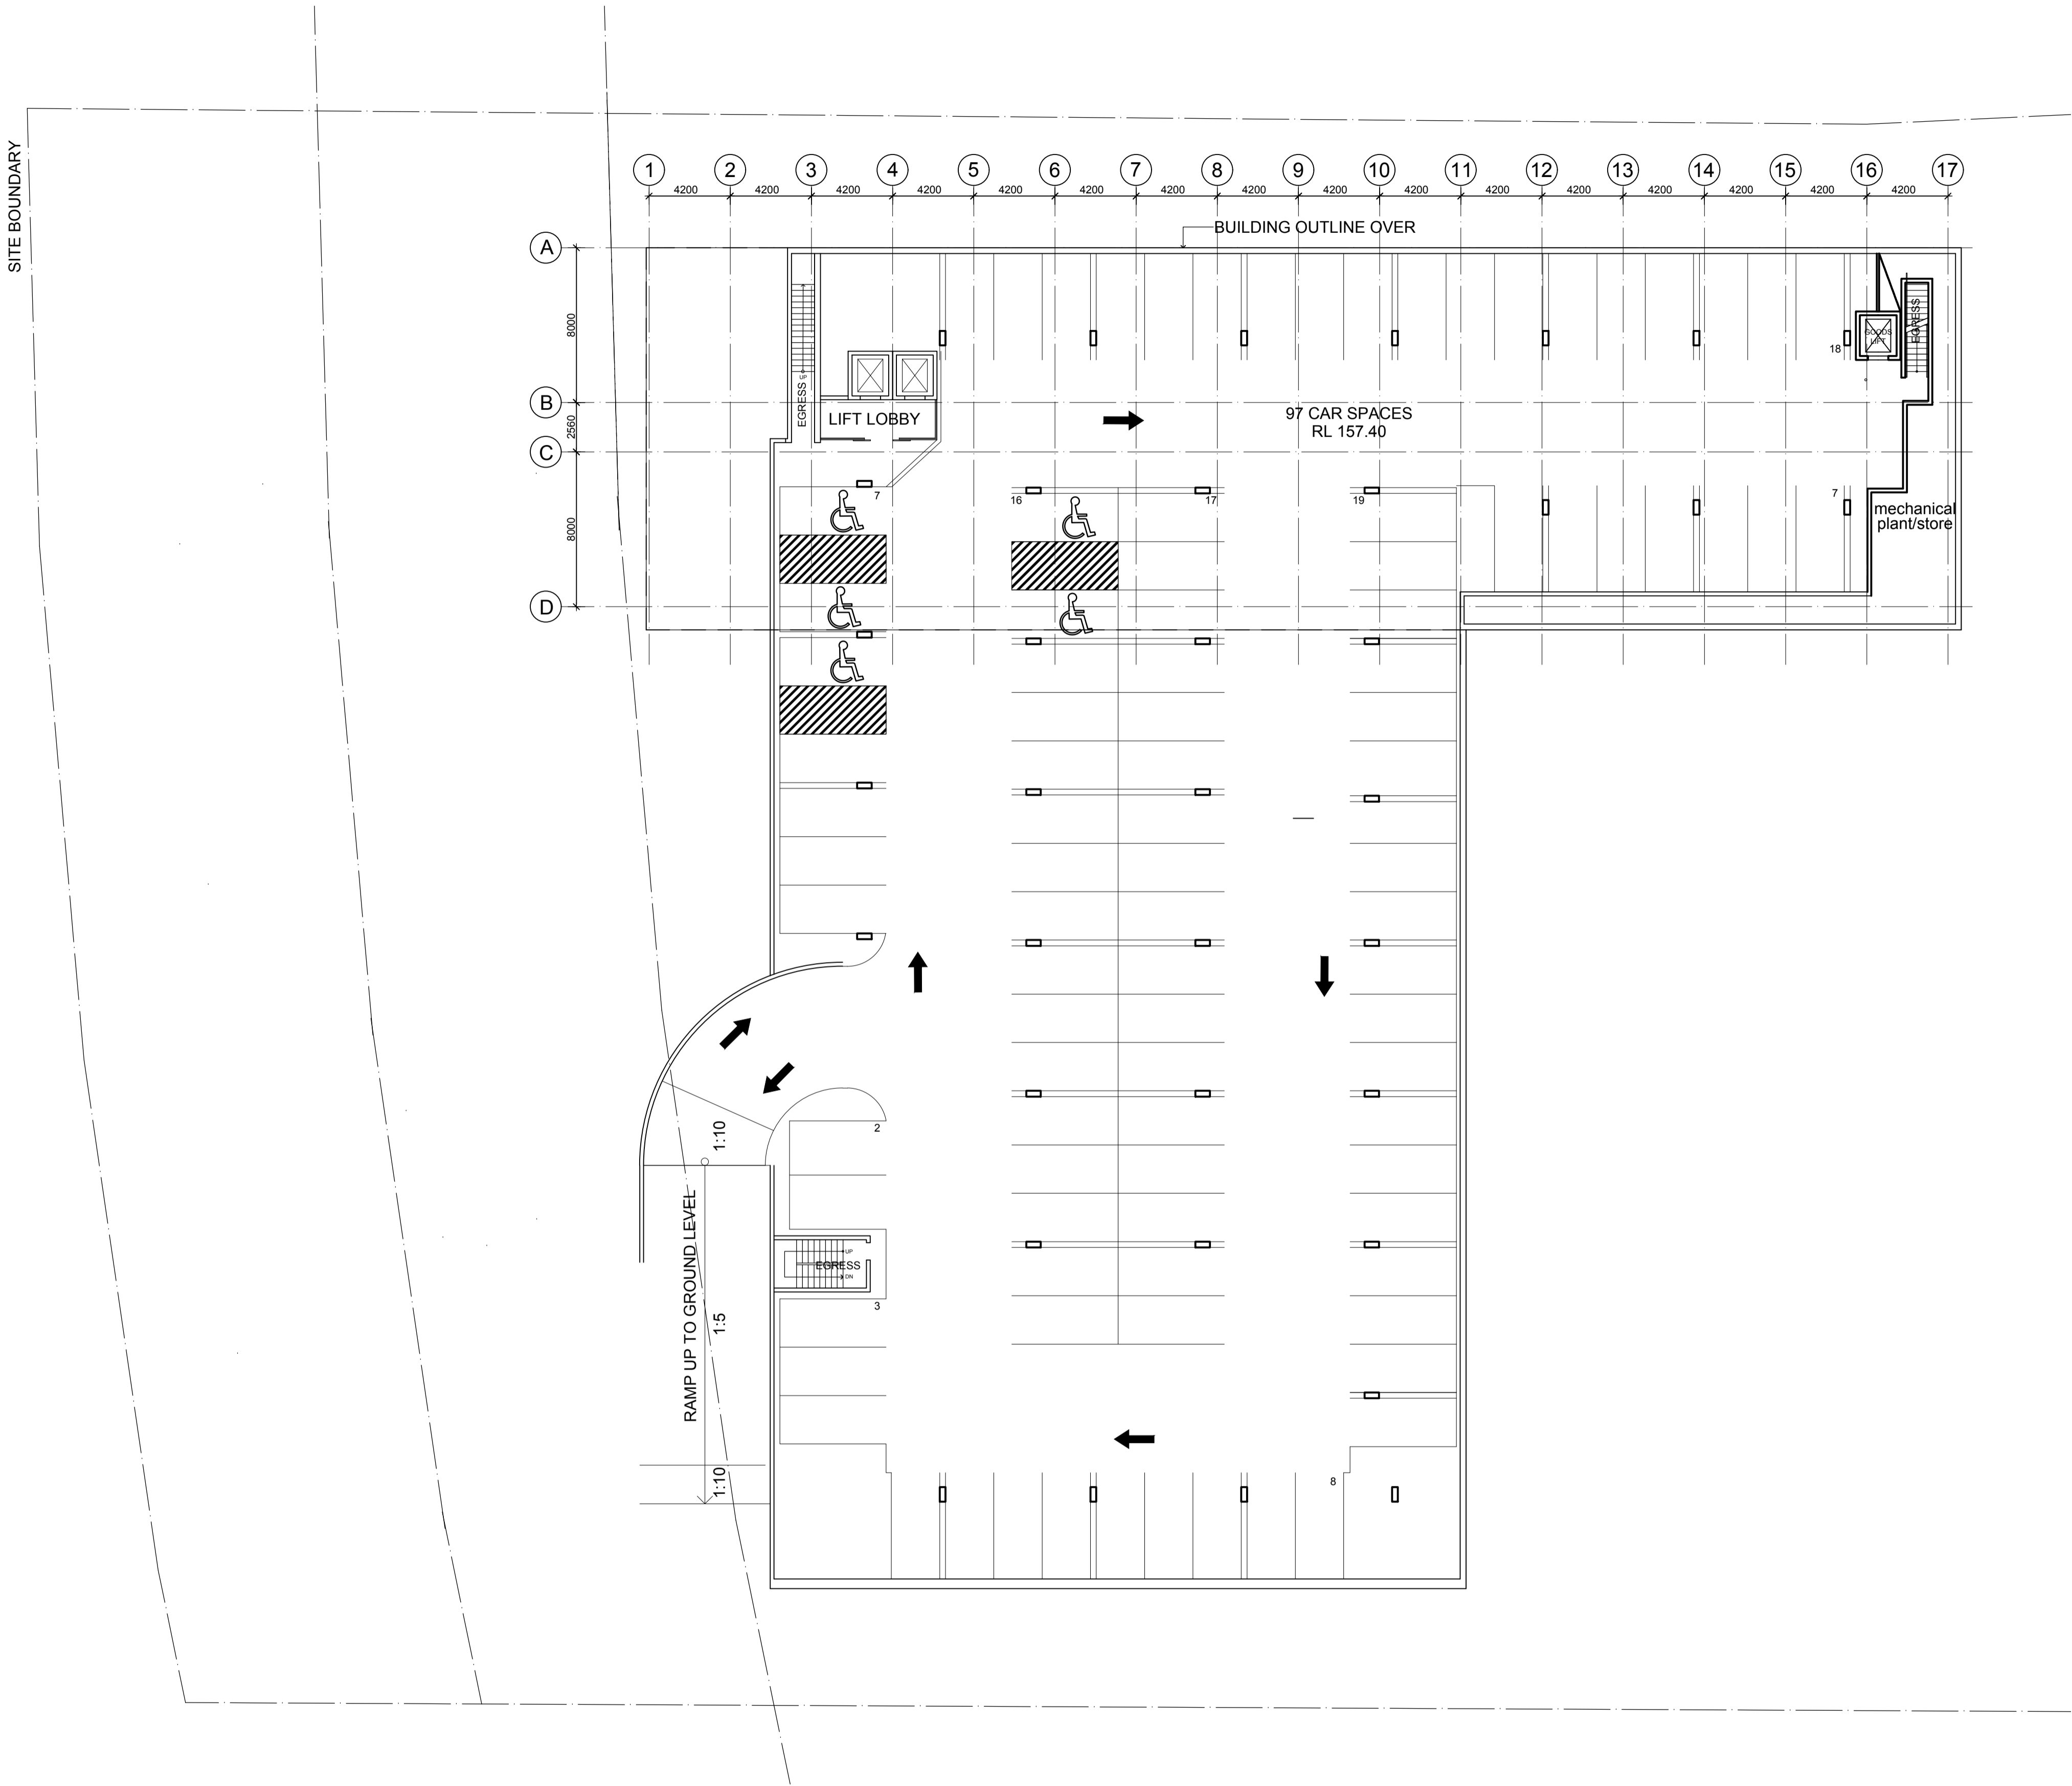 SITE BOUNDARY
1 2 3 4 5 6 7 8 9 10 11 12 13 14 15 16 17
4200 4200 4200 4200 4200 4200 4200 4200 4200 4200 4200 4200 4200 4200 4200 4200
BUILDING OUTLINE OVER
A
8000
EGRESS
GOODS
LIFT
18
UP
EGRESS
B
LIFT LOBBY
97 CAR SPACES
RL 157.40
2560
C
7
16
17
19
7
mechanical
plant/store
8000
D
2
1:10
RAMP UP TO GROUND LEVEL
UP
EGRESS
DN
3
1:5
1:10
8